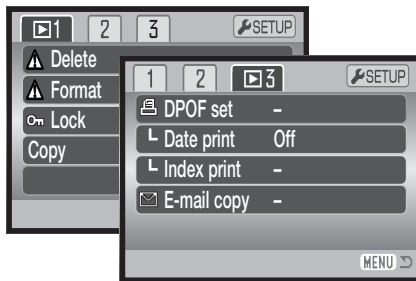 1 2 3 SETUP
Delete
Format
Lock
Copy
1 2 3 SETUP
DPOF set –
Date print Off
Index print –
E-mail copy –
MENU